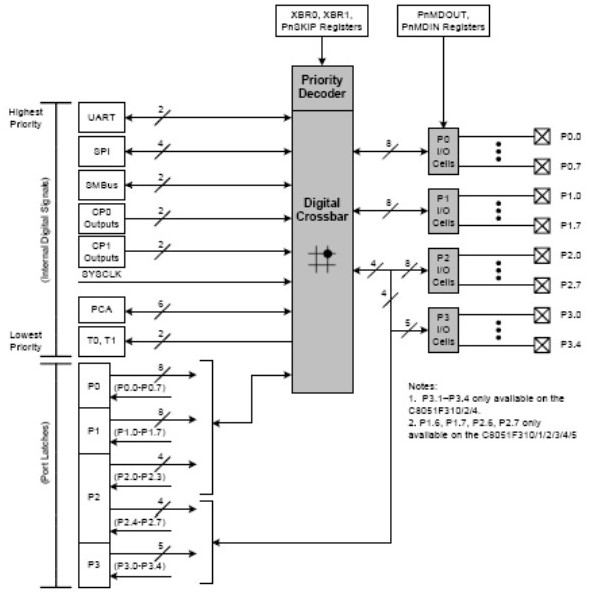 XBR0, XBR1,
PnSKIP Registers
PnMDOUT,
PnMDIN Registers
Priority
Decoder
Highest
Priority
UART
2
SPI
4
SMBus
2
CP0
Outputs
2
CP1
Outputs
2
SYSCLK
PCA
6
Lowest
Priority
T0, T1
2
(Internal Digital Signals)
Digital
Crossbar
8
P0
I/O
Cells
P0.0
P0.7
8
P1
I/O
Cells
P1.0
P1.7
4
8
P2
I/O
Cells
P2.0
P2.7
4
5
P3
I/O
Cells
P3.0
P3.4
(Port Latches)
P0
8
(P0.0-P0.7)
P1
8
(P1.0-P1.7)
P2
4
(P2.0-P2.3)
4
(P2.4-P2.7)
P3
5
(P3.0-P3.4)
Notes:
1. P3.1–P3.4 only available on the
C8051F310/2/4.
2. P1.6, P1.7, P2.6, P2.7 only
available on the C8051F310/1/2/3/4/5